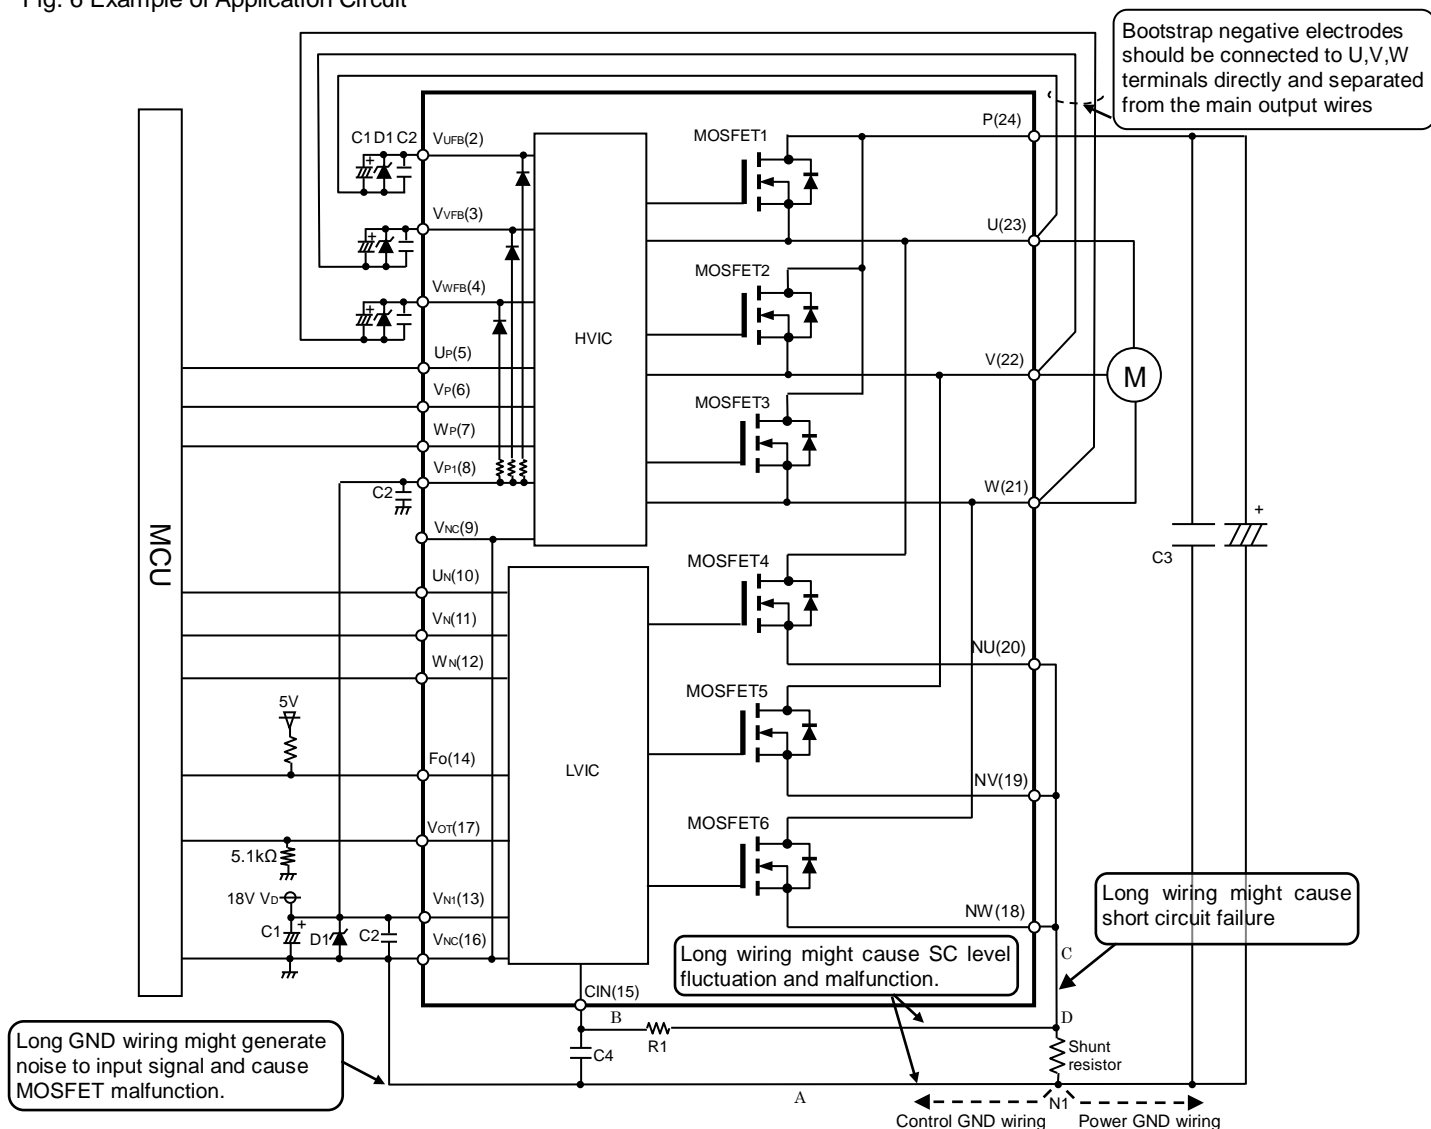 Fig. 6 Example of Application Circuit
Bootstrap negative electrodes
should be connected to U,V,W
terminals directly and separated
from the main output wires
C1 D1 C2
VUFB(2)
MOSFET1
P(24)
VVFB(3)
U(23)
MOSFET2
VWFB(4)
HVIC
UP(5)
V(22)
M
VP(6)
MOSFET3
WP(7)
VP1(8)
C2
W(21)
+
MCU
VNC(9)
C3
MOSFET4
UN(10)
VN(11)
NU(20)
WN(12)
MOSFET5
5V
Fo(14)
LVIC
NV(19)
MOSFET6
VOT(17)
5.1kΩ
18V VD
VN1(13)
Long wiring might cause
short circuit failure
NW(18)
C1
+
D1
C2
VNC(16)
Long wiring might cause SC level
fluctuation and malfunction.
C
CIN(15)
B
D
R1
Long GND wiring might generate
noise to input signal and cause
MOSFET malfunction.
C4
Shunt
resistor
A
N1
Control GND wiring
Power GND wiring